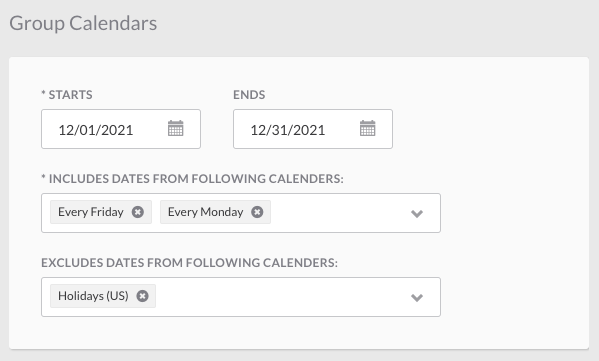 Group Calendars
* STARTS ENDS
12/01/2021 12/31/2021
* INCLUDES DATES FROM FOLLOWING CALENDERS:
Every Friday Every Monday
EXCLUDES DATES FROM FOLLOWING CALENDERS:
Holidays (US)